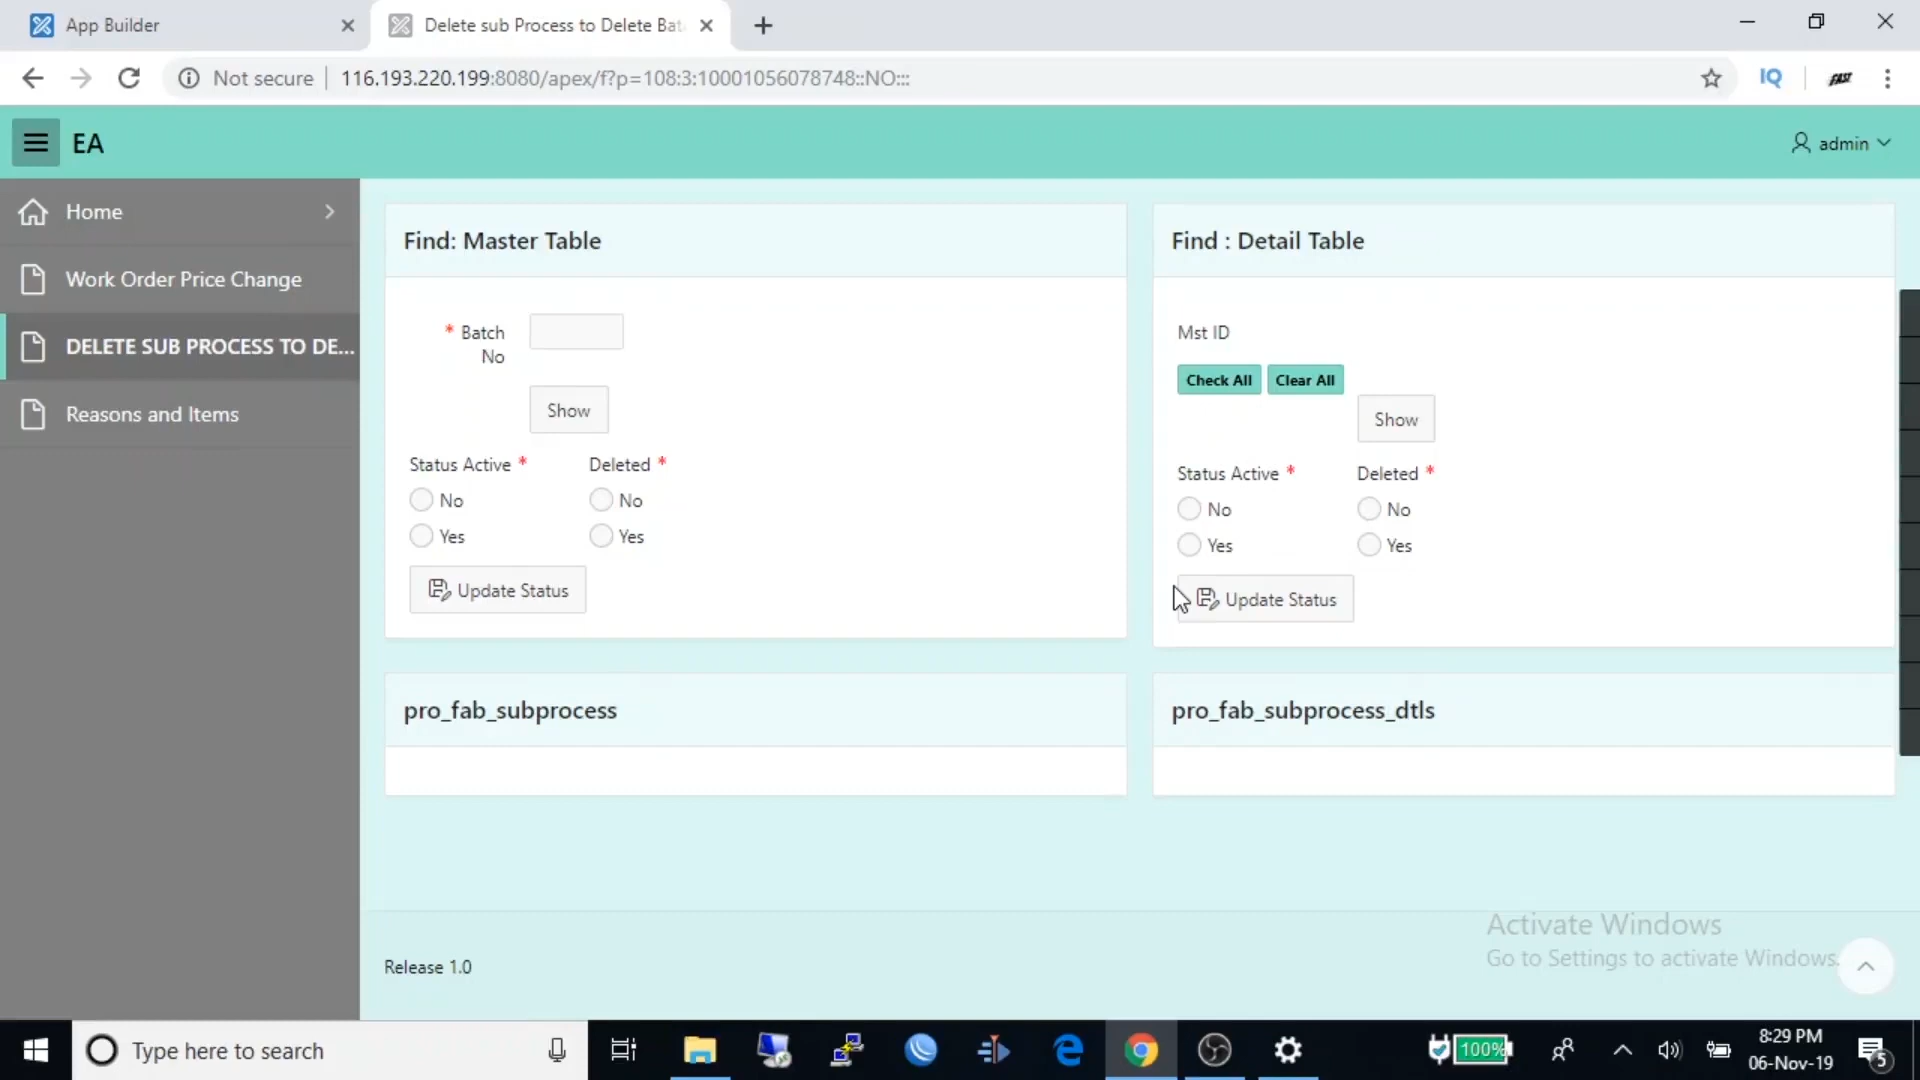 App Builder
Delete sub Process to Delete Bat
Not secure
116.193.220.199:8080/apex/f?p=108:3:10001056078748::NO:::
IQ
FAST
EA
admin
Home
Work Order Price Change
DELETE SUB PROCESS TO DE...
Reasons and Items
Find: Master Table
* Batch
No
Show
Status Active *
Deleted *
No
No
Yes
Yes
Update Status
Find : Detail Table
Mst ID
Check All
Clear All
Show
Status Active *
Deleted *
No
No
Yes
Yes
Update Status
pro_fab_subprocess
pro_fab_subprocess_dtls
Activate Windows
Go to Settings to activate Windows.
Release 1.0
Type here to search
100%
8:29 PM
06-Nov-19
5